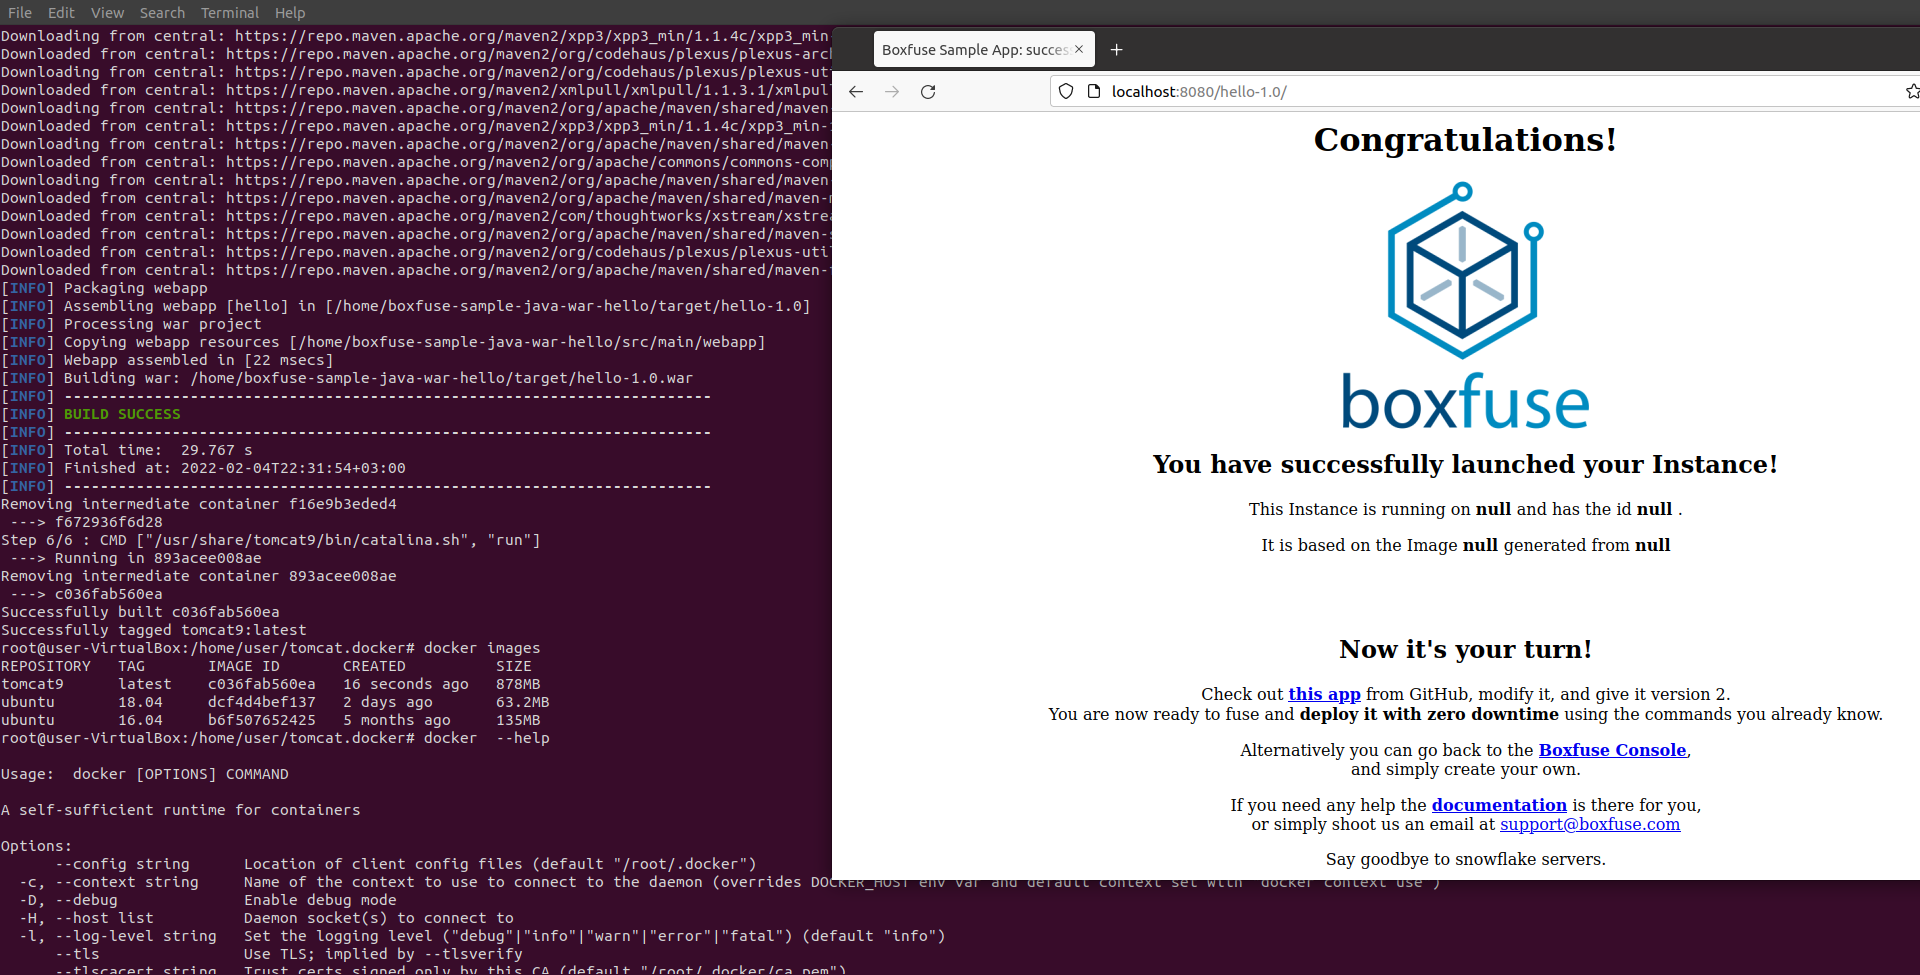 File Edit View Search Terminal Help
Downloading from central: https://repo.maven.apache.org/maven2/xpp3/xpp3_min/1.1.4c/xpp3_min-
Downloaded from central: https://repo.maven.apache.org/maven2/org/codehaus/plexus/plexus-arc
Downloading from central: https://repo.maven.apache.org/maven2/org/codehaus/plexus/plexus-ut
Downloaded from central: https://repo.maven.apache.org/maven2/xmlpull/xmlpull/1.1.3.1/xmlpul
Downloading from central: https://repo.maven.apache.org/maven2/org/apache/maven/shared/maven-
Downloaded from central: https://repo.maven.apache.org/maven2/xpp3/xpp3_min/1.1.4c/xpp3_min-
Downloading from central: https://repo.maven.apache.org/maven2/org/apache/maven/shared/maven-
Downloaded from central: https://repo.maven.apache.org/maven2/org/apache/commons/commons-com
Downloading from central: https://repo.maven.apache.org/maven2/org/apache/maven/shared/maven-
Downloaded from central: https://repo.maven.apache.org/maven2/org/apache/maven/shared/maven-
Downloaded from central: https://repo.maven.apache.org/maven2/com/thoughtworks/xstream/xstrea
Downloaded from central: https://repo.maven.apache.org/maven2/org/apache/maven/shared/maven-
Downloaded from central: https://repo.maven.apache.org/maven2/org/codehaus/plexus/plexus-uti
Downloaded from central: https://repo.maven.apache.org/maven2/org/apache/maven/shared/maven-
[INFO] Packaging webapp
[INFO] Assembling webapp [hello] in [/home/boxfuse-sample-java-war-hello/target/hello-1.0]
[INFO] Processing war project
[INFO] Copying webapp resources [/home/boxfuse-sample-java-war-hello/src/main/webapp]
[INFO] Webapp assembled in [22 msecs]
[INFO] Building war: /home/boxfuse-sample-java-war-hello/target/hello-1.0.war
[INFO] ------------------------------------------------------------------------
[INFO] BUILD SUCCESS
[INFO] ------------------------------------------------------------------------
[INFO] Total time:  29.767 s
[INFO] Finished at: 2022-02-04T22:31:54+03:00
[INFO] ------------------------------------------------------------------------
Removing intermediate container f16e9b3eded4
 ---> f672936f6d28
Step 6/6 : CMD ["/usr/share/tomcat9/bin/catalina.sh", "run"]
 ---> Running in 893acee008ae
Removing intermediate container 893acee008ae
 ---> c036fab560ea
Successfully built c036fab560ea
Successfully tagged tomcat9:latest
root@user-VirtualBox:/home/user/tomcat.docker# docker images
REPOSITORY   TAG       IMAGE ID       CREATED          SIZE
tomcat9      latest    c036fab560ea   16 seconds ago   878MB
ubuntu       18.04     dcf4d4bef137   2 days ago       63.2MB
ubuntu       16.04     b6f507652425   5 months ago     135MB
root@user-VirtualBox:/home/user/tomcat.docker# docker  --help
Usage:  docker [OPTIONS] COMMAND
A self-sufficient runtime for containers
Options:
      --config string      Location of client config files (default "/root/.docker")
  -c, --context string     Name of the context to use to connect to the daemon (overrides DOCKER_HOST env var and default context set with "docker context use")
  -D, --debug              Enable debug mode
  -H, --host list          Daemon socket(s) to connect to
  -l, --log-level string   Set the logging level ("debug"|"info"|"warn"|"error"|"fatal") (default "info")
      --tls                Use TLS; implied by --tlsverify
      --tlscacert string   Trust certs signed only by this CA (default "/root/.docker/ca.pem")
Boxfuse Sample App: succes
localhost:8080/hello-1.0/
Congratulations!
boxfuse
You have successfully launched your Instance!
This Instance is running on null and has the id null .
It is based on the Image null generated from null
Now it's your turn!
Check out this app from GitHub, modify it, and give it version 2.
You are now ready to fuse and deploy it with zero downtime using the commands you already know.
Alternatively you can go back to the Boxfuse Console,
and simply create your own.
If you need any help the documentation is there for you,
or simply shoot us an email at support@boxfuse.com
Say goodbye to snowflake servers.